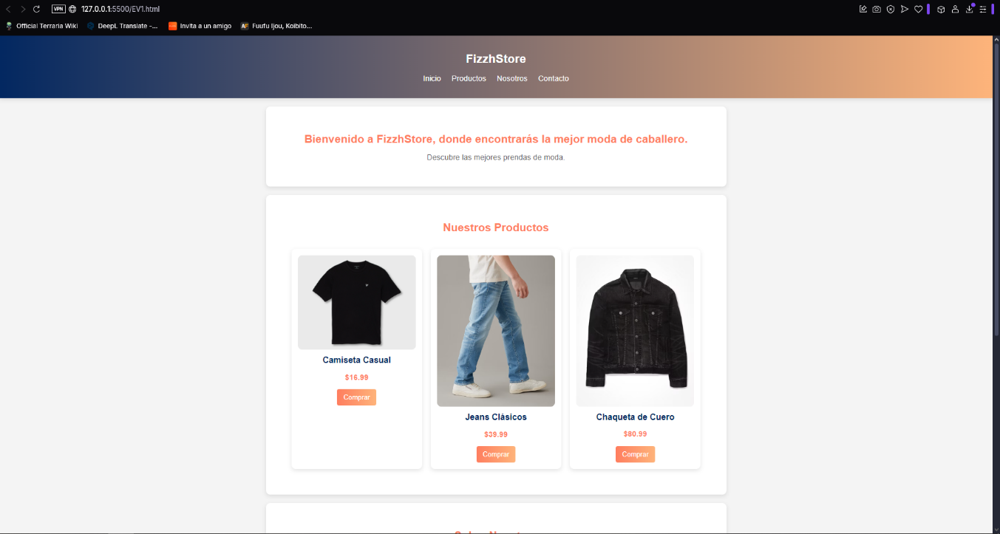 VPN 127.0.0.1:5500/EV1.html
Official Terraria Wiki DeepL Translate -... Invita a un amigo AF Fuufu Ijou, Koibito...
FizzhStore
Inicio Productos Nosotros Contacto
Bienvenido a FizzhStore, donde encontrarás la mejor moda de caballero.
Descubre las mejores prendas de moda.
Nuestros Productos
Camiseta Casual
$16.99
Comprar
Jeans Clásicos
$39.99
Comprar
Chaqueta de Cuero
$80.99
Comprar